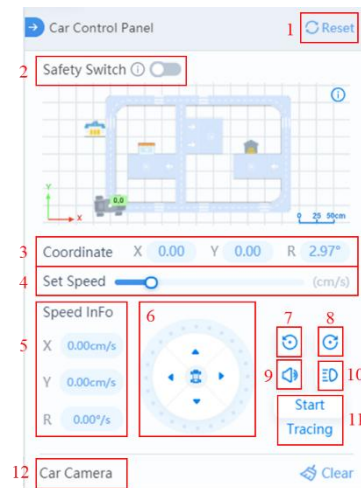 Car Control Panel
1 Reset
2 Safety Switch
Y
0,0
X
0 25 50cm
3 Coordinate X 0.00 Y 0.00 R 2.97°
4 Set Speed (cm/s)
Speed InFo
6
7 8
5 X 0.00cm/s
9 10
Y 0.00cm/s
Start
11
R 0.00°/s
Tracing
12 Car Camera Clear